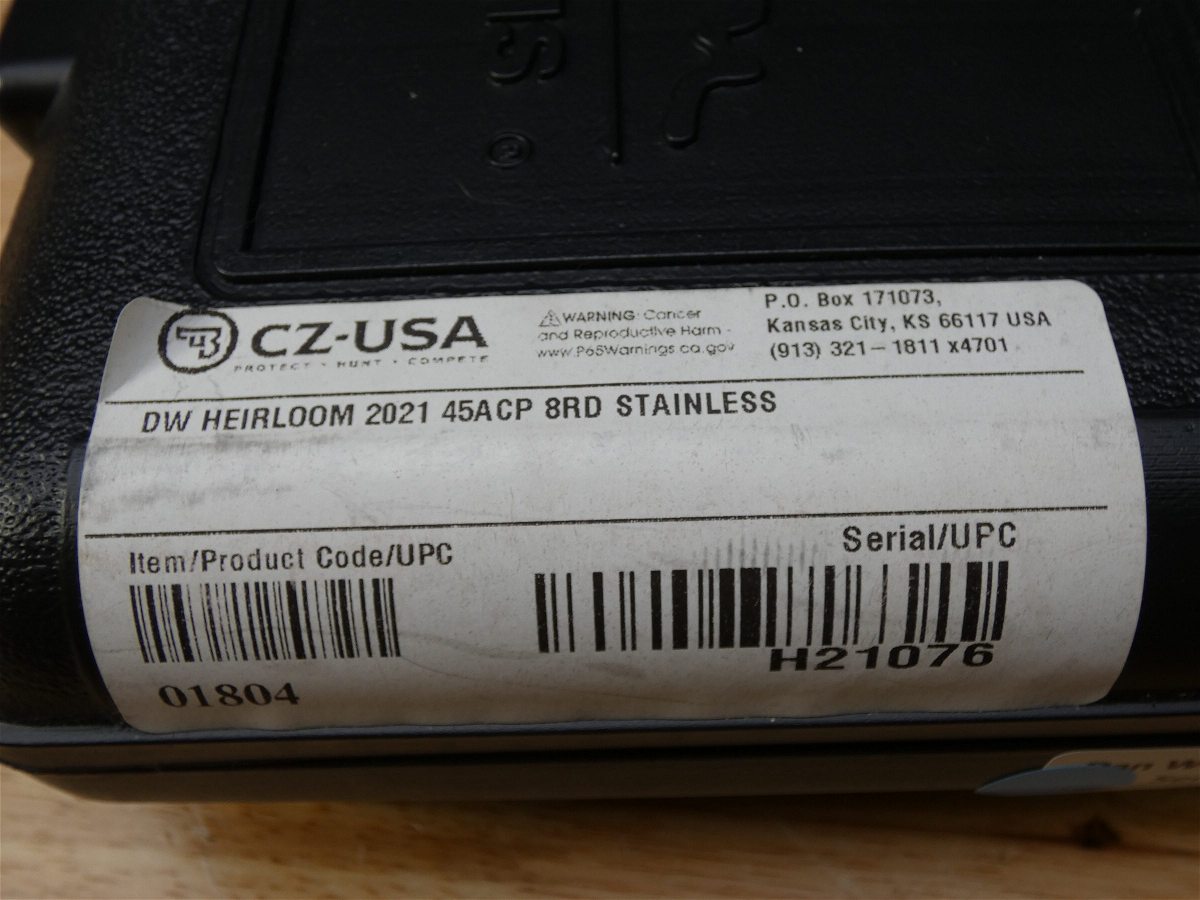 SI
®
CZ-USA
PROTECT • HUNT • COMPETE
⚠WARNING: Cancer
and Reproductive Harm -
www.P65Warnings.ca.gov
P.O. Box 171073,
Kansas City, KS 66117 USA
(913) 321-1811 x4701
DW HEIRLOOM 2021 45ACP 8RD STAINLESS
Item/Product Code/UPC
01804
Serial/UPC
H21076